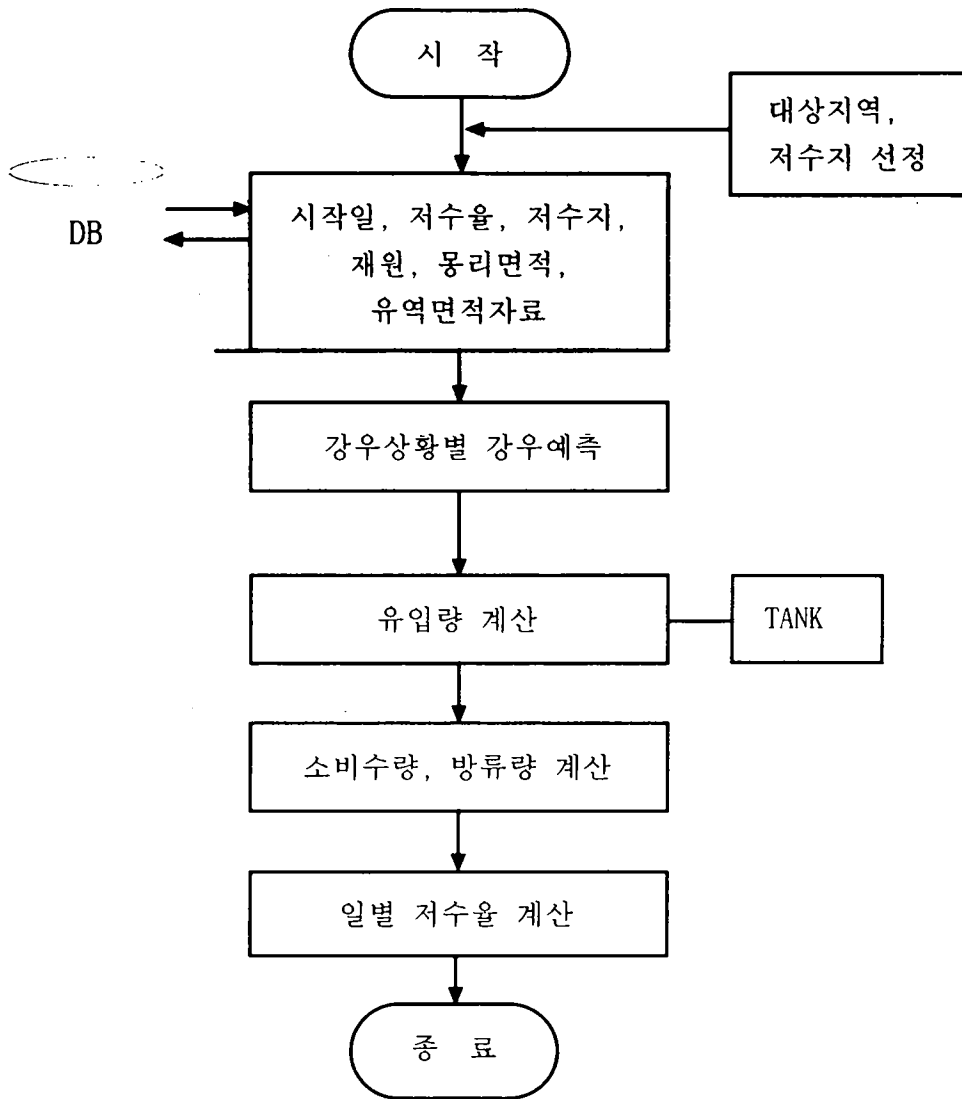 시 작
대상지역,
저수지 선정
DB
시작일, 저수율, 저수지,
재원, 몽리면적,
유역면적자료
강우상황별 강우예측
유입량 계산
TANK
소비수량, 방류량 계산
일별 저수율 계산
종 료